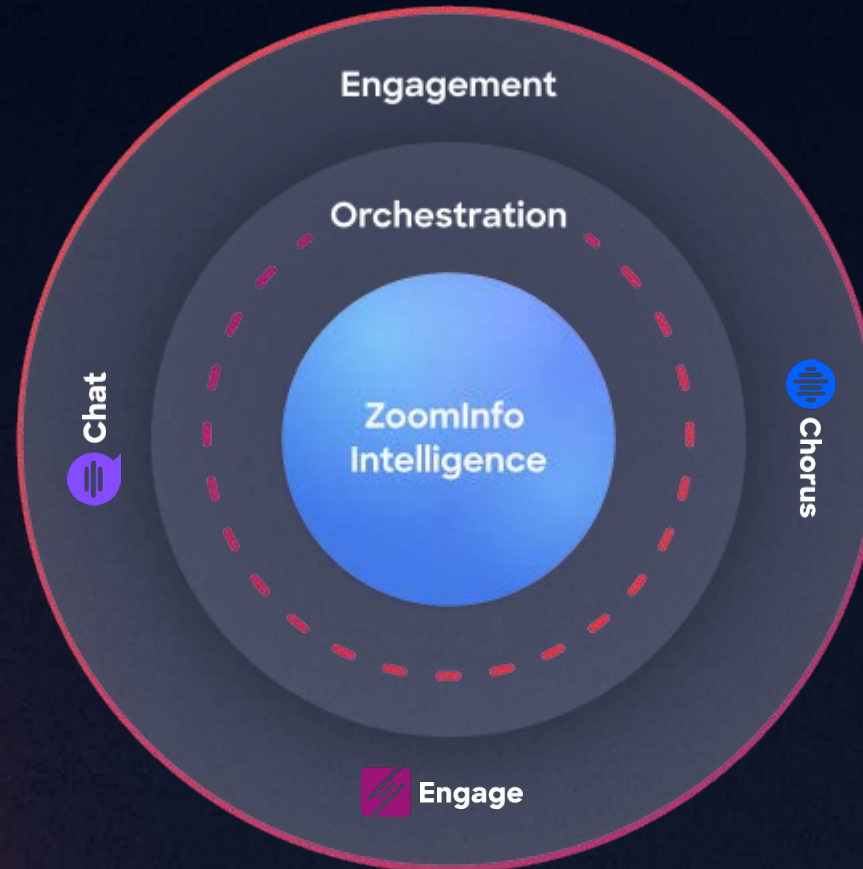 Engagement
Orchestration
ZoomInfo
Intelligence
Chat
Chorus
Engage